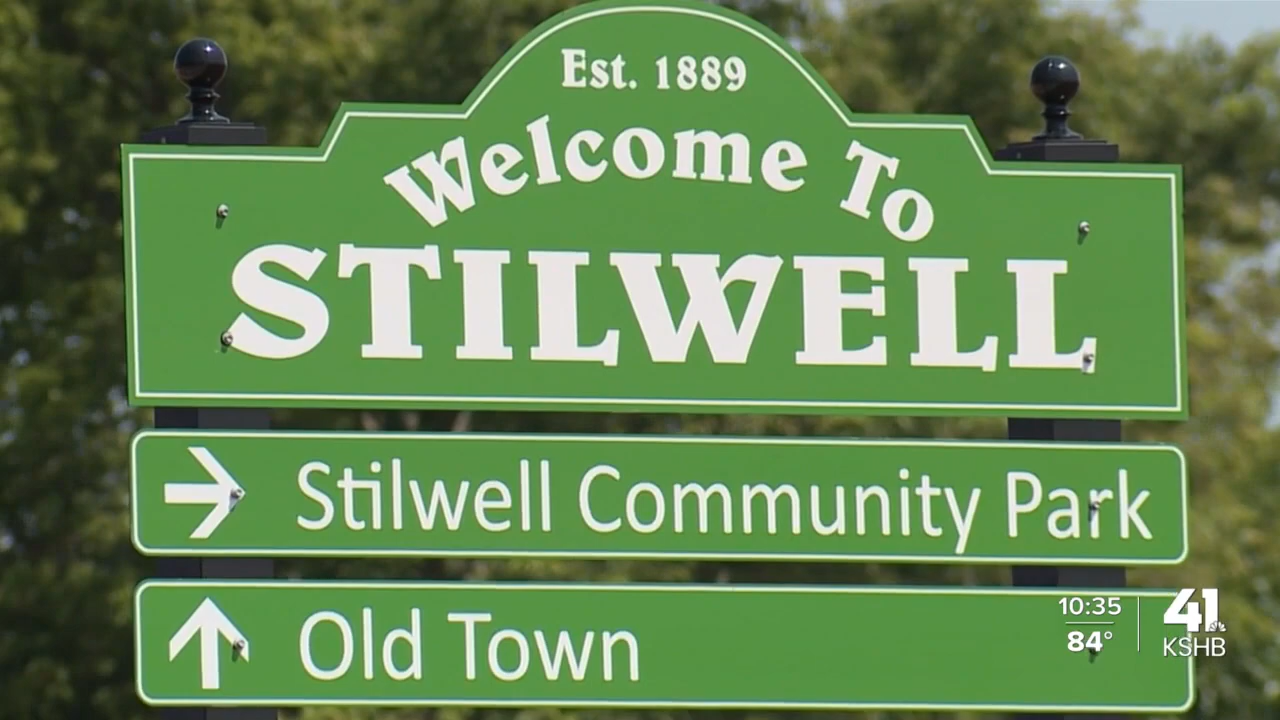 Est. 1889
Welcome To
STILWELL
Stilwell Community Park
Old Town
10:35
84°
41
KSHB